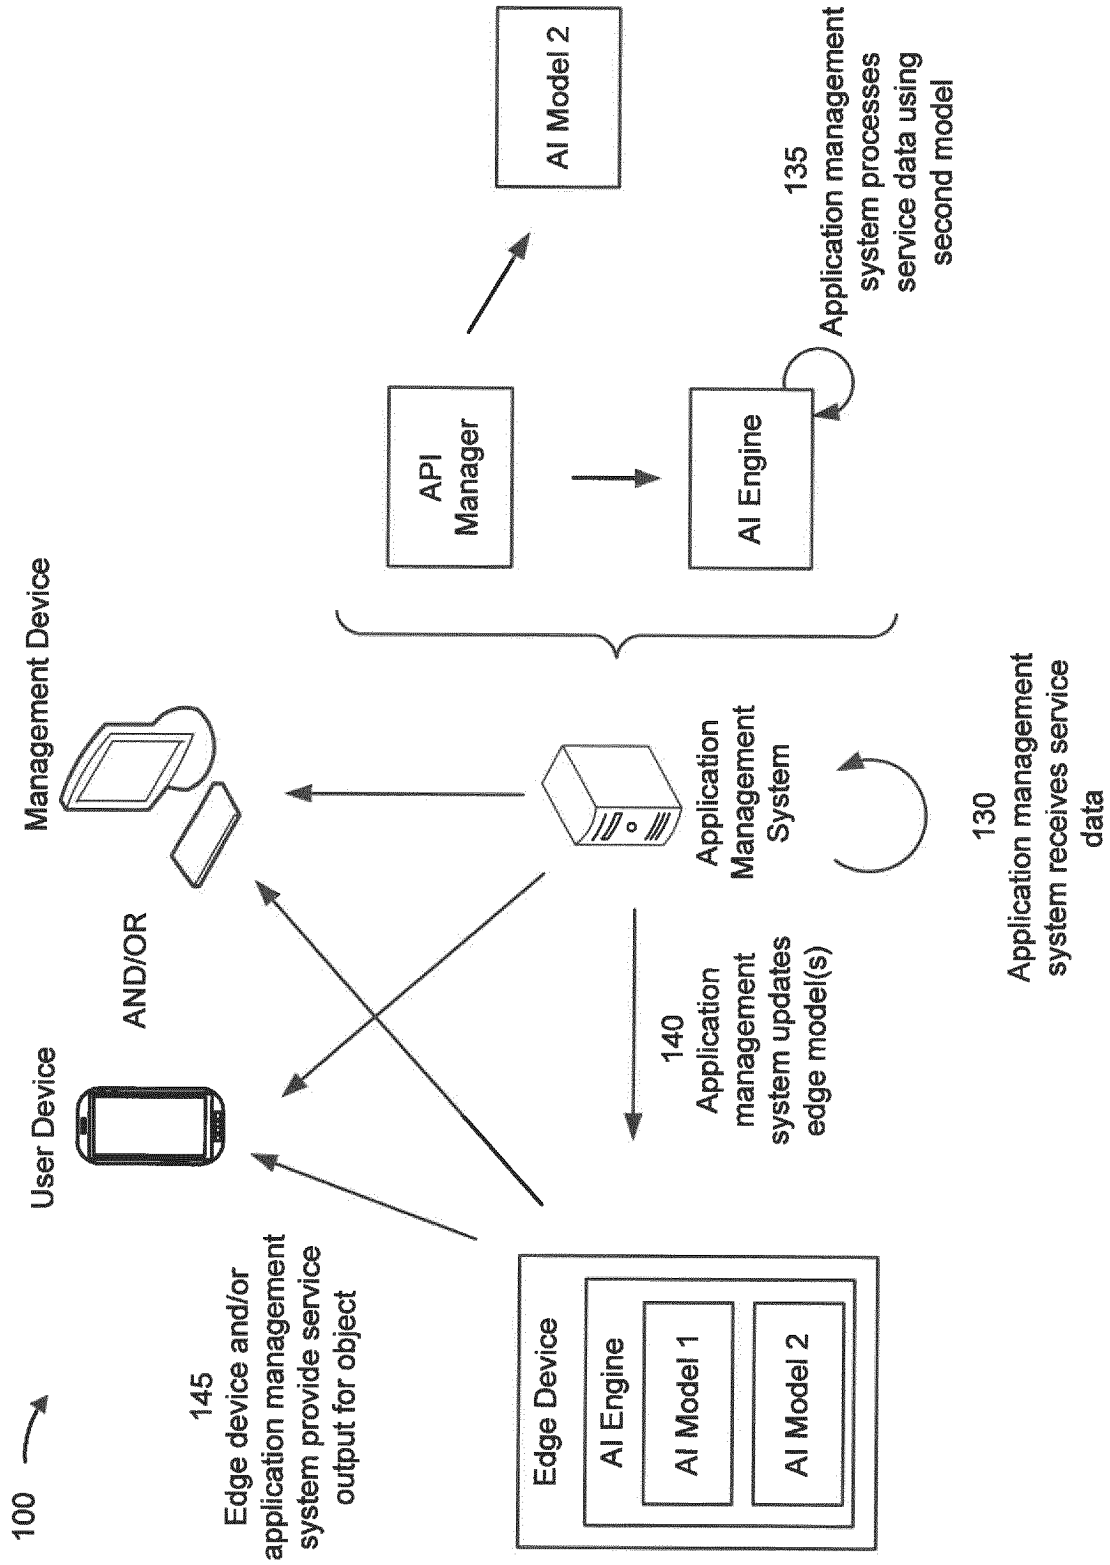 100
145
Edge device and/or
application management
system provide service
output for object
User Device
AND/OR
Management Device
Edge Device
AI Engine
AI Model 1
AI Model 2
140
Application
management
system updates
edge model(s)
Application
Management
System
130
Application management
system receives service
data
API
Manager
AI Engine
AI Model 2
135
Application management
system processes
service data using
second model